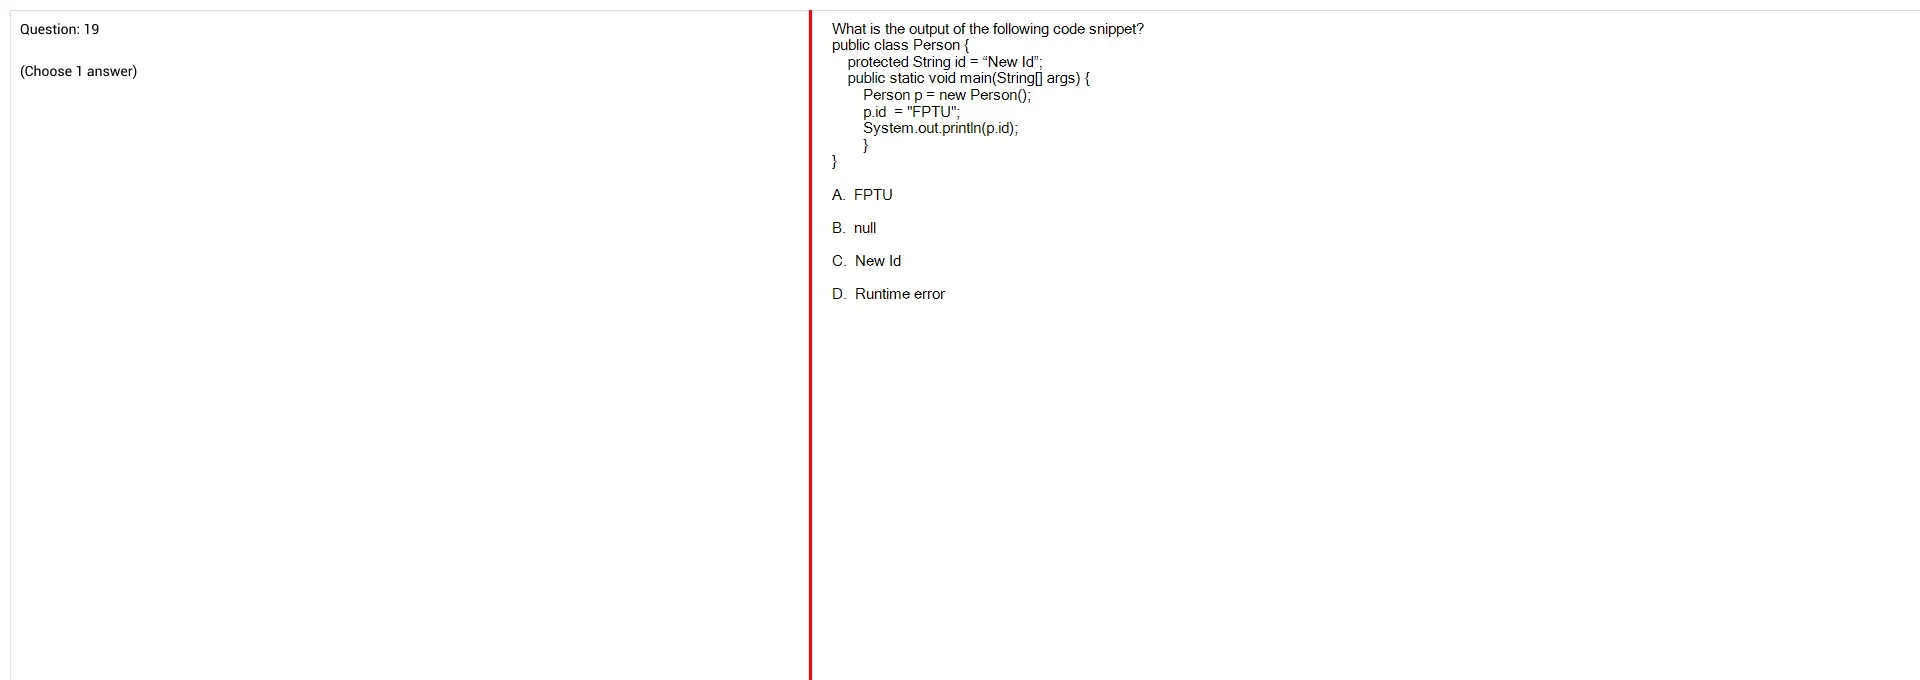 Question: 19
(Choose 1 answer)
What is the output of the following code snippet?
public class Person {
protected String id = “New Id”;
public static void main(String[] args) {
Person p = new Person();
p.id  = "FPTU";
System.out.println(p.id);
}
}
A.  FPTU
B.  null
C.  New Id
D.  Runtime error